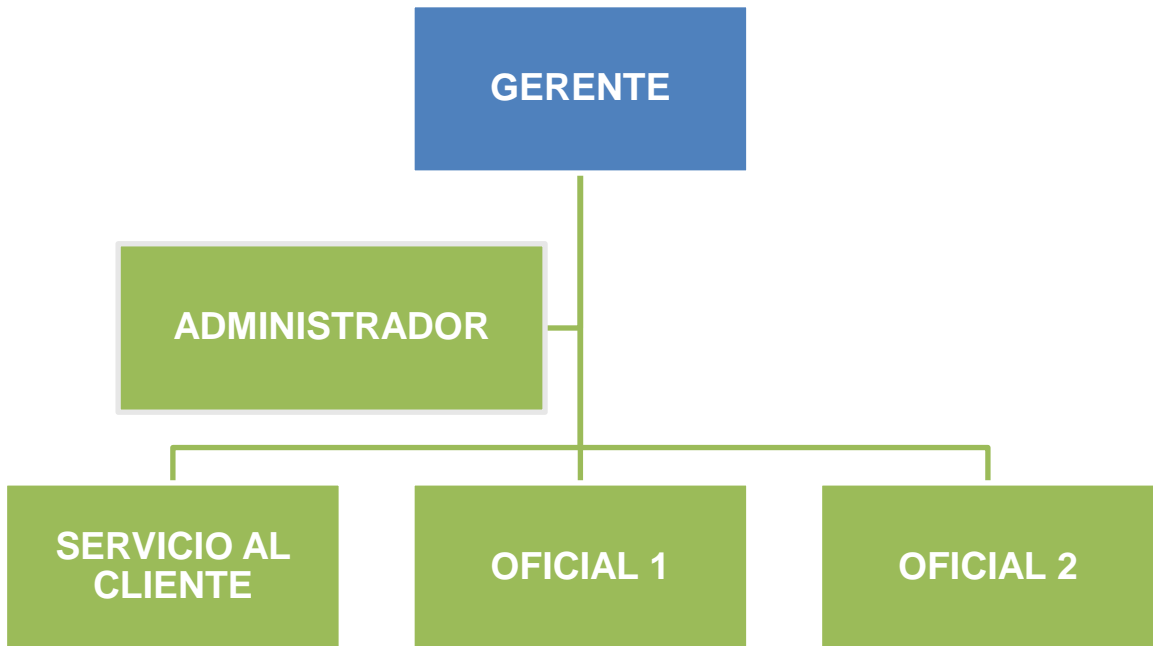 GERENTE
ADMINISTRADOR
SERVICIO AL
CLIENTE
OFICIAL 1
OFICIAL 2